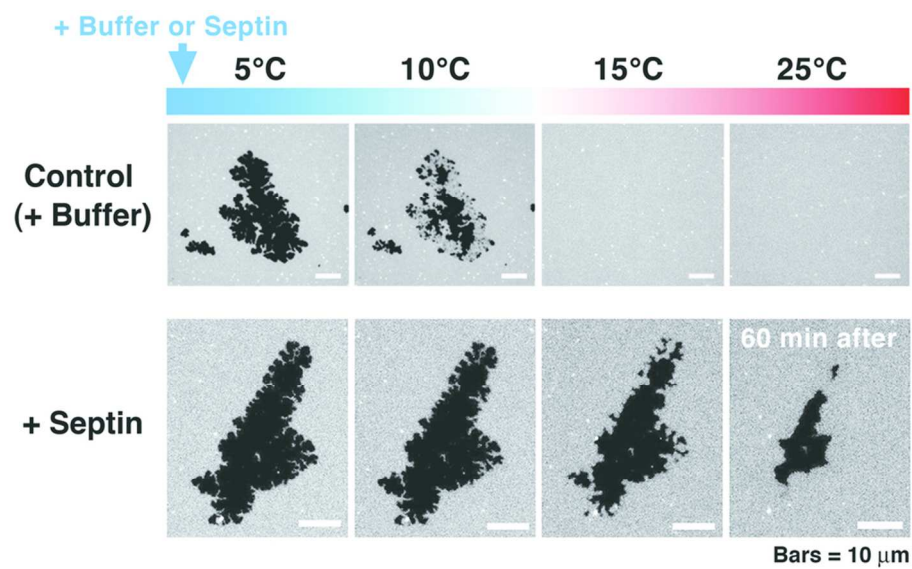 + Buffer or Septin
5°C 10°C 15°C 25°C
Control
(+ Buffer)
60 min after
+ Septin
Bars = 10 μm